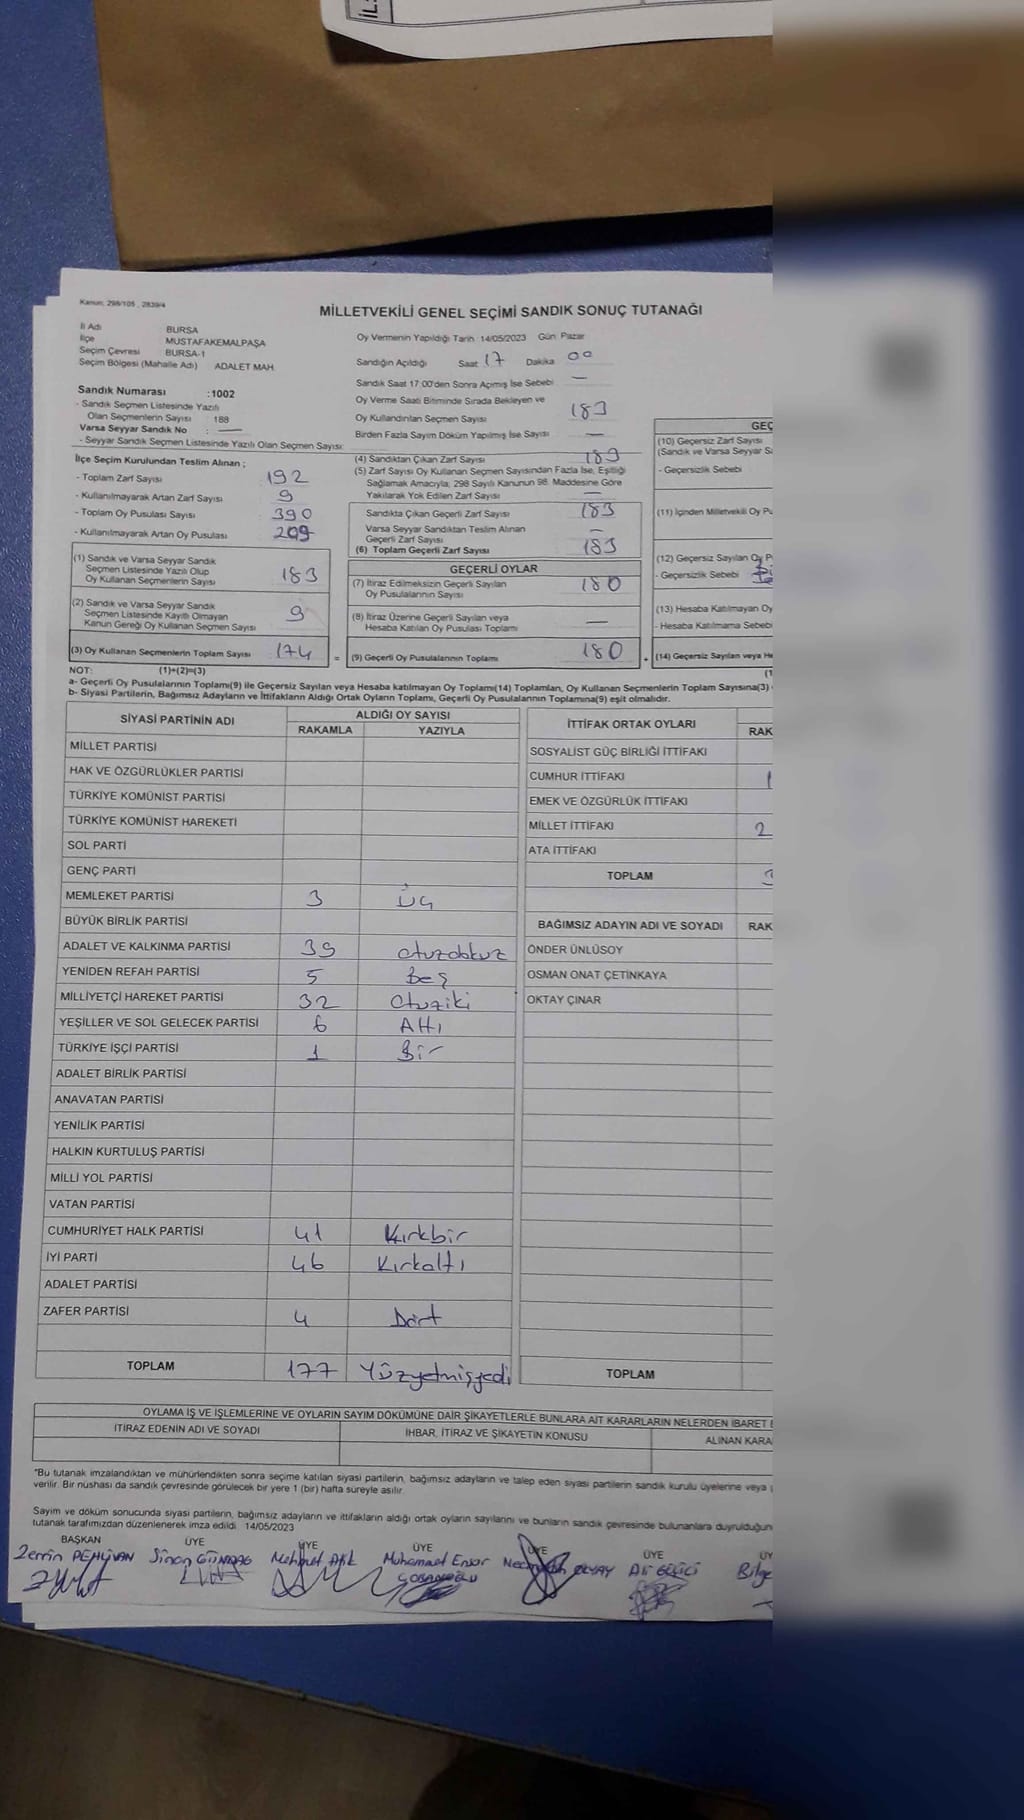 İL
Kanun: 298/105 , 2839/4
MİLLETVEKİLİ GENEL SEÇİMİ SANDIK SONUÇ TUTANAĞI
İl Adı : BURSA
İlçe : MUSTAFAKEMALPAŞA
Seçim Çevresi : BURSA-1
Seçim Bölgesi (Mahalle Adı) ADALET MAH.
Sandık Numarası :1002
- Sandık Seçmen Listesinde Yazılı
Olan Seçmenlerin Sayısı : 188
Varsa Seyyar Sandık No : —
- Seyyar Sandık Seçmen Listesinde Yazılı Olan Seçmen Sayısı:
Oy Vermenin Yapıldığı Tarih :14/05/2023 Gün: Pazar
Sandığın Açıldığı Saat 17 Dakika 00
Sandık Saat 17:00'den Sonra Açımış İse Sebebi —
Oy Verme Saati Bitiminde Sırada Bekleyen ve
Oy Kullandırılan Seçmen Sayısı 183
Birden Fazla Sayım Döküm Yapılmış İse Sayısı —
İlçe Seçim Kurulundan Teslim Alınan ;
- Toplam Zarf Sayısı 192
- Kullanılmayarak Artan Zarf Sayısı 9
- Toplam Oy Pusulası Sayısı 390
- Kullanılmayarak Artan Oy Pusulası
(1) Sandık ve Varsa Seyyar Sandık
Seçmen Listesinde Yazılı Olup
Oy Kullanan Seçmenlerin Sayısı 183
(2) Sandık ve Varsa Seyyar Sandık
Seçmen Listesinde Kayıtlı Olmayan
Kanun Gereği Oy Kullanan Seçmen Sayısı 9
(3) Oy Kullanan Seçmenlerin Toplam Sayısı 174 =
(1)+(2)=(3)
(4) Sandıktan Çıkan Zarf Sayısı 183
(5) Zarf Sayısı Oy Kullanan Seçmen Sayısından Fazla İse, Eşitliği
Sağlamak Amacıyla; 298 Sayılı Kanunun 98. Maddesine Göre
Yakılarak Yok Edilen Zarf Sayısı —
Sandıkta Çıkan Geçerli Zarf Sayısı 183
Varsa Seyyar Sandıktan Teslim Alınan
Geçerli Zarf Sayısı —
(6) Toplam Geçerli Zarf Sayısı 183
GEÇERLİ OYLAR
(7) İtiraz Edilmeksizin Geçerli Sayılan
Oy Pusulalarının Sayısı 180
(8) İtiraz Üzerine Geçerli Sayılan veya
Hesaba Katılan Oy Pusulası Toplamı —
(9) Geçerli Oy Pusulalarının Toplamı 180 +
GEÇ
(10) Geçersiz Zarf Sayısı
(Sandık ve Varsa Seyyar Sa
- Geçersizlik Sebebi
(11) İçinden Milletvekili Oy Pu
(12) Geçersiz Sayılan Oy P
- Geçersizlik Sebebi
(13) Hesaba Katılmayan Oy
- Hesaba Katılmama Sebebi
(14) Geçersiz Sayılan veya He
(1
NOT:
a- Geçerli Oy Pusulalarının Toplamı(9) ile Geçersiz Sayılan veya Hesaba katılmayan Oy Toplamı(14) Toplamları, Oy Kullanan Seçmenlerin Toplam Sayısına(3)
b- Siyasi Partilerin, Bağımsız Adayların ve İttifakların Aldığı Ortak Oyların Toplamı, Geçerli Oy Pusulalarının Toplamına(9) eşit olmalıdır.
SİYASİ PARTİNİN ADI ALDIĞI OY SAYISI
RAKAMLA YAZIYLA
MİLLET PARTİSİ
HAK VE ÖZGÜRLÜKLER PARTİSİ
TÜRKİYE KOMÜNİST PARTİSİ
TÜRKİYE KOMÜNİST HAREKETİ
SOL PARTİ
GENÇ PARTİ
MEMLEKET PARTİSİ 3 Üç
BÜYÜK BİRLİK PARTİSİ
ADALET VE KALKINMA PARTİSİ 39 otuzdokuz
YENİDEN REFAH PARTİSİ 5 Beş
MİLLİYETÇİ HAREKET PARTİSİ 32 Otuziki
YEŞİLLER VE SOL GELECEK PARTİSİ 6 Altı
TÜRKİYE İŞÇİ PARTİSİ 1 Bir
ADALET BİRLİK PARTİSİ
ANAVATAN PARTİSİ
YENİLİK PARTİSİ
HALKIN KURTULUŞ PARTİSİ
MİLLİ YOL PARTİSİ
VATAN PARTİSİ
CUMHURİYET HALK PARTİSİ 41 Kırkbir
İYİ PARTİ 46 Kırkaltı
ADALET PARTİSİ
ZAFER PARTİSİ 4 Dört
TOPLAM 177 Yüzyetmişyedi
İTTİFAK ORTAK OYLARI RAK
SOSYALİST GÜÇ BİRLİĞİ İTTİFAKI
CUMHUR İTTİFAKI 1
EMEK VE ÖZGÜRLÜK İTTİFAKI
MİLLET İTTİFAKI 2
ATA İTTİFAKI
TOPLAM 3
BAĞIMSIZ ADAYIN ADI VE SOYADI RAK
ÖNDER ÜNLÜSOY
OSMAN ONAT ÇETİNKAYA
OKTAY ÇINAR
TOPLAM
OYLAMA İŞ VE İŞLEMLERİNE VE OYLARIN SAYIM DÖKÜMÜNE DAİR ŞİKAYETLERLE BUNLARA AİT KARARLARIN NELERDEN İBARET
İTİRAZ EDENİN ADI VE SOYADI İHBAR, İTİRAZ VE ŞİKAYETİN KONUSU ALINAN KARA
*Bu tutanak imzalandıktan ve mühürlendikten sonra seçime katılan siyasi partilerin, bağımsız adayların ve talep eden siyasi partilerin sandık kurulu üyelerine veya
verilir. Bir nüshası da sandık çevresinde görülecek bir yere 1 (bir) hafta süreyle asılır.
Sayım ve döküm sonucunda siyasi partilerin, bağımsız adayların ve ittifakların aldığı ortak oyların sayılarını ve bunların sandık çevresinde bulunanlara duyrulduğun
tutanak tarafımızdan düzenlenerek imza edildi. 14/05/2023
BAŞKAN ÜYE ÜYE ÜYE ÜYE ÜYE ÜY
Zerrin PEHLİVAN Sinan Mehmet Muhammed Ensar ÇOBANOĞLU Ali Bilge